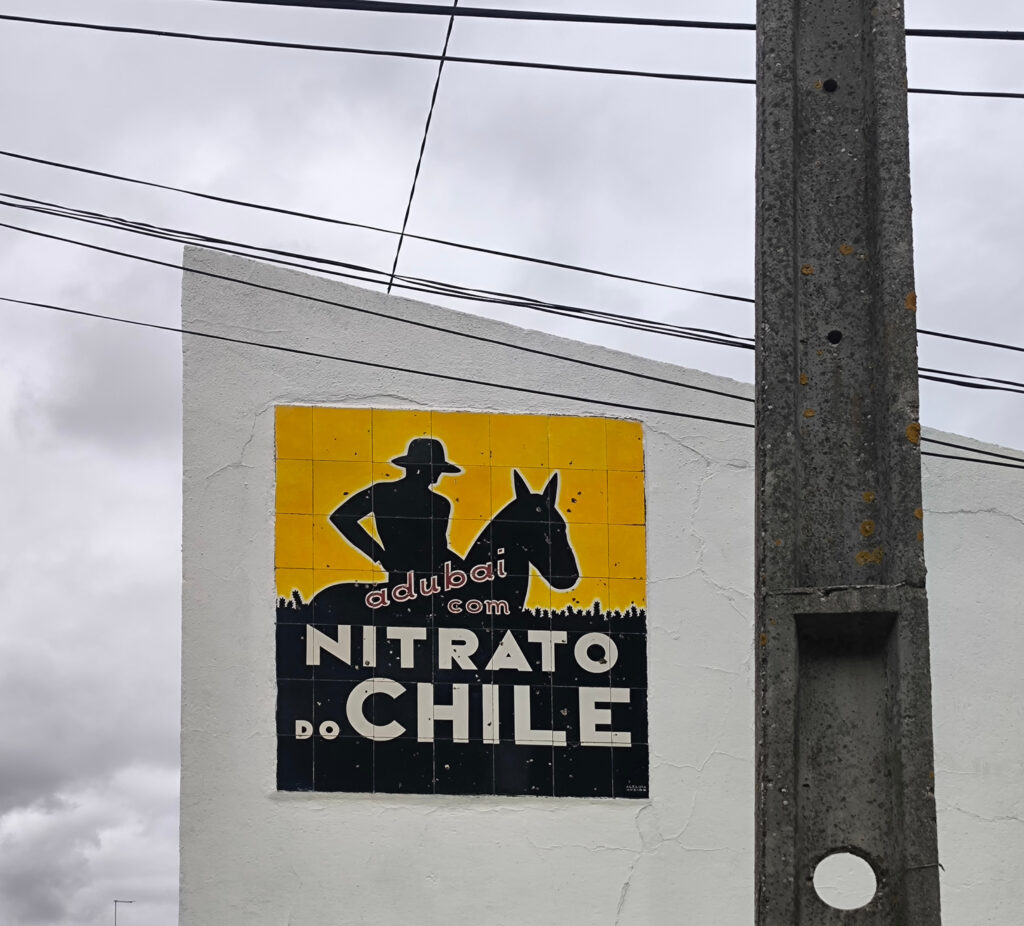 adubai
com
NITRATO
DO CHILE